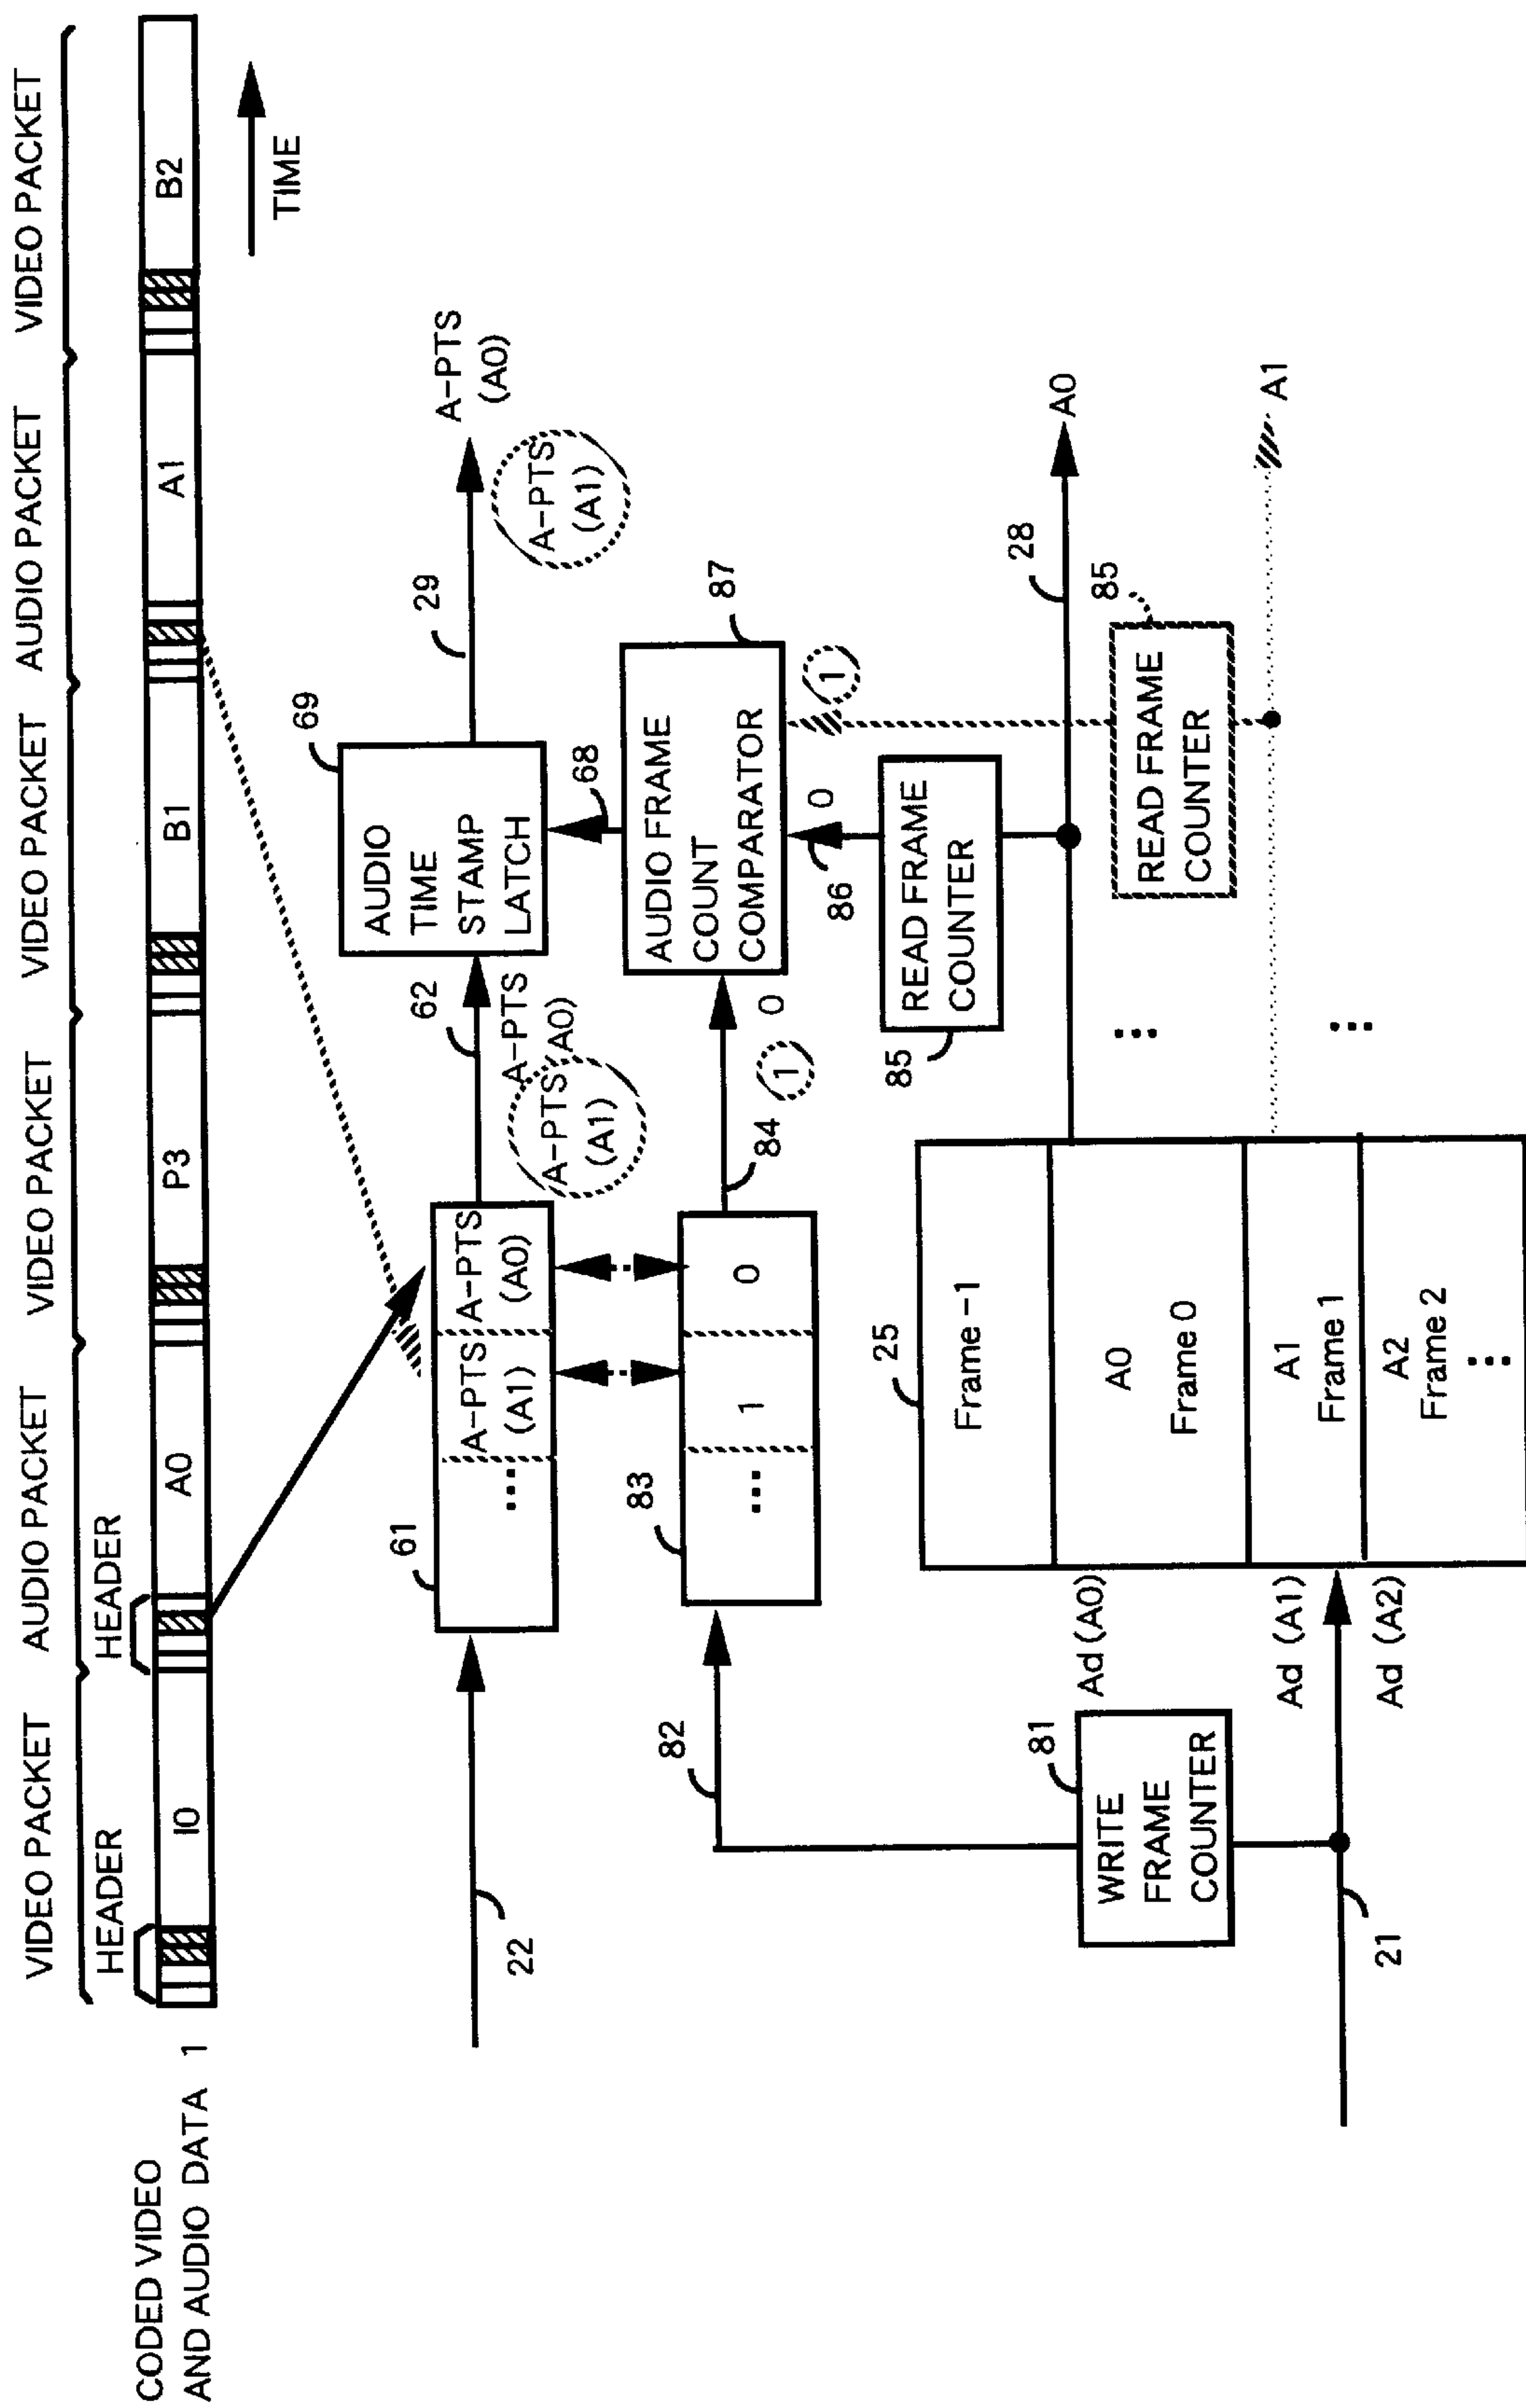 VIDEO PACKET AUDIO PACKET VIDEO PACKET VIDEO PACKET AUDIO PACKET VIDEO PACKET
HEADER HEADER
CODED VIDEO
AND AUDIO DATA 1
I0 A0 P3 B1 A1 B2
TIME
22
61
...
A-PTS
(A1)
A-PTS
(A0)
62
A-PTS
(A0)
A-PTS
(A1)
69
AUDIO
TIME
STAMP
LATCH
29
A-PTS
(A0)
A-PTS
(A1)
68
82
83
...
1
0
84
0
1
AUDIO FRAME
COUNT
COMPARATOR
87
86
0
1
85
READ FRAME
COUNTER
28
A0
85
READ FRAME
COUNTER
A1
81
WRITE
FRAME
COUNTER
21
Ad (A0)
Ad (A1)
Ad (A2)
25
Frame -1
A0
Frame 0
A1
Frame 1
A2
Frame 2
...
...
...